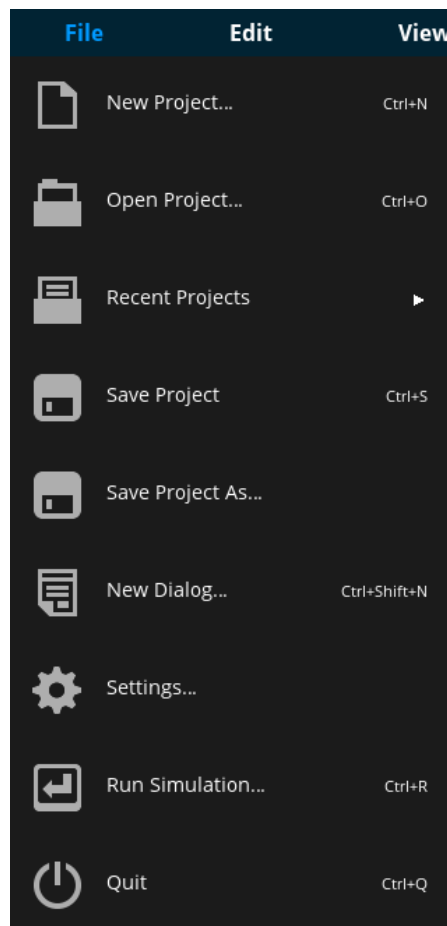 File Edit View
New Project... Ctrl+N
Open Project... Ctrl+O
Recent Projects
Save Project Ctrl+S
Save Project As...
New Dialog... Ctrl+Shift+N
Settings...
Run Simulation... Ctrl+R
Quit Ctrl+Q